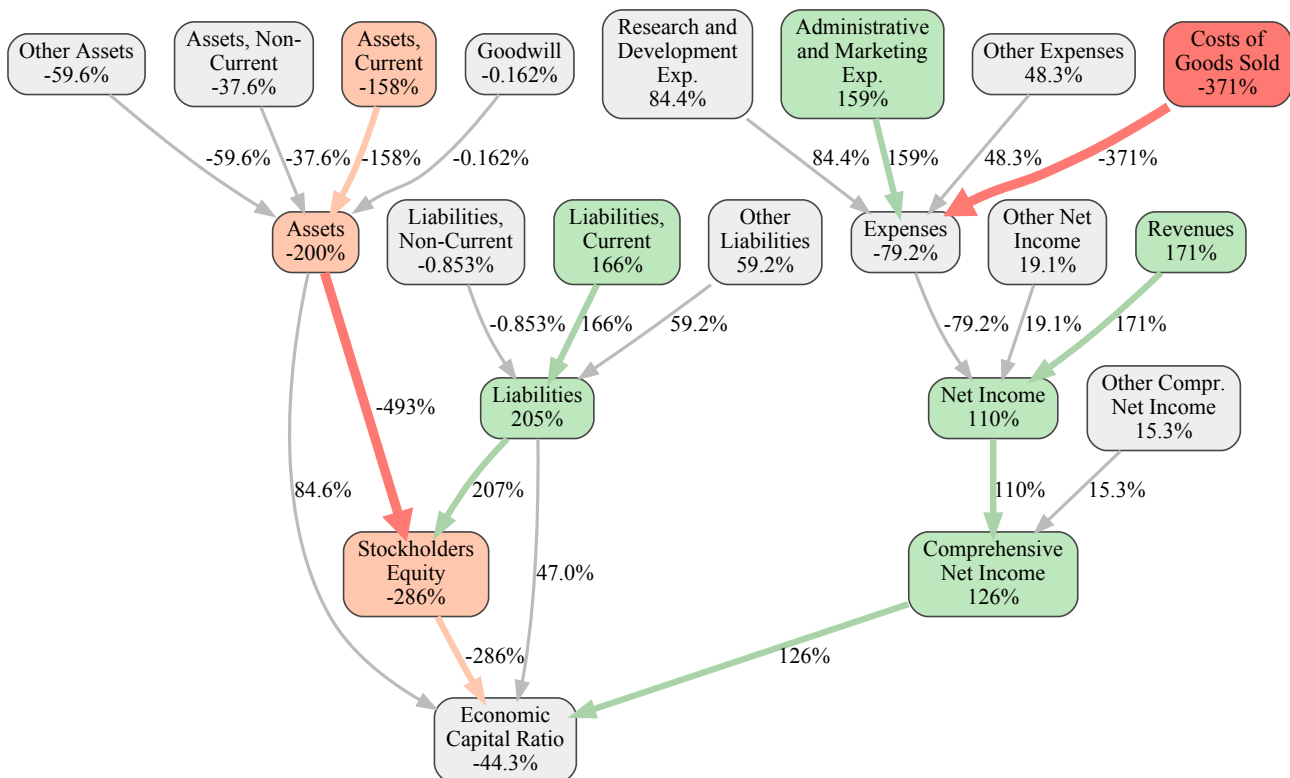 Other Assets
-59.6%
Assets, Non-
Current
-37.6%
Assets,
Current
-158%
Goodwill
-0.162%
Research and
Development
Exp.
84.4%
Administrative
and Marketing
Exp.
159%
Other Expenses
48.3%
Costs of
Goods Sold
-371%
-59.6%
-37.6%
-158%
-0.162%
84.4%
159%
48.3%
-371%
Assets
-200%
Liabilities,
Non-Current
-0.853%
Liabilities,
Current
166%
Other
Liabilities
59.2%
Expenses
-79.2%
Other Net
Income
19.1%
Revenues
171%
-0.853%
166%
59.2%
-79.2%
19.1%
171%
-493%
Liabilities
205%
Net Income
110%
Other Compr.
Net Income
15.3%
84.6%
207%
110%
15.3%
Stockholders
Equity
-286%
47.0%
Comprehensive
Net Income
126%
-286%
126%
Economic
Capital Ratio
-44.3%